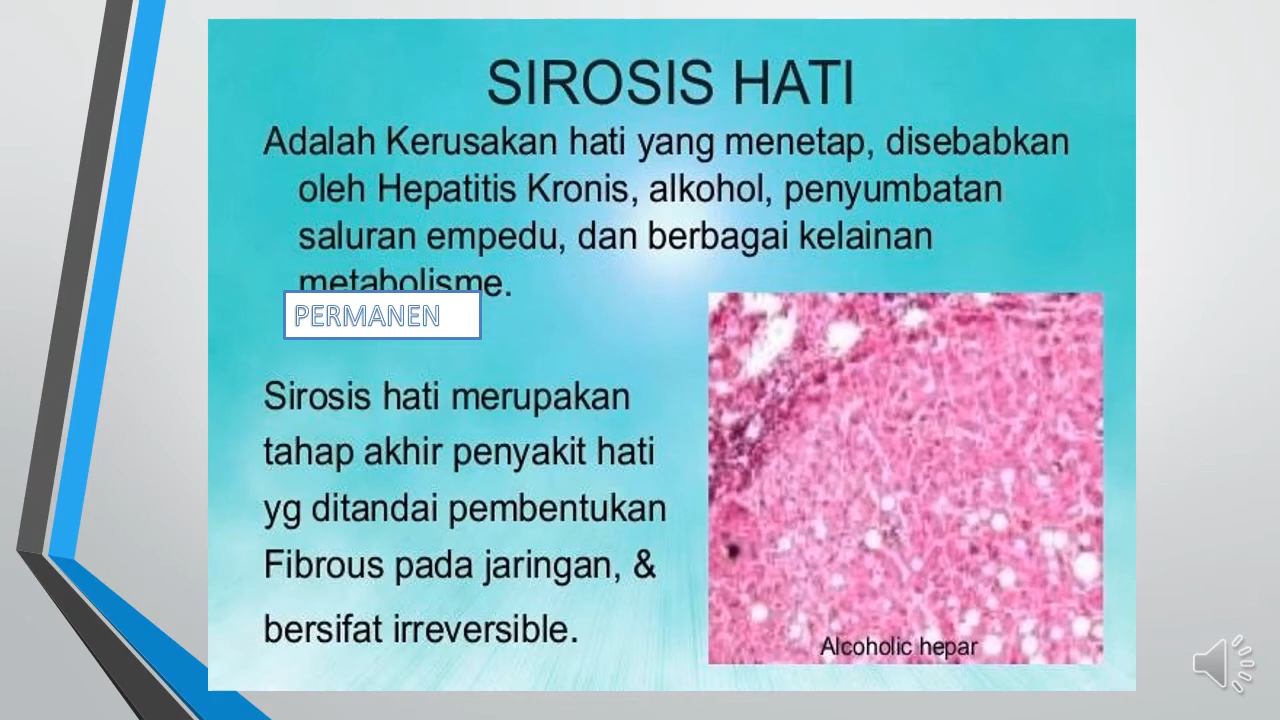 SIROSIS HATI
Adalah Kerusakan hati yang menetap, disebabkan
oleh Hepatitis Kronis, alkohol, penyumbatan
saluran empedu, dan berbagai kelainan
metabolisme.
PERMANEN
Sirosis hati merupakan
tahap akhir penyakit hati
yg ditandai pembentukan
Fibrous pada jaringan, &
bersifat irreversible.
Alcoholic hepar